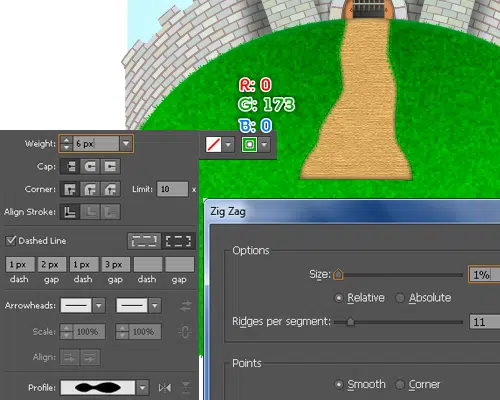 R: 0
G: 173
B: 0
Weight: 6 px
Cap:
Corner: Limit: 10 x
Align Stroke:
Dashed Line
1 px 2 px 1 px 3 px
dash gap dash gap dash gap
Arrowheads:
Scale: 100% 100%
Align:
Profile:
Zig Zag
Options
Size: 1%
Relative Absolute
Ridges per segment: 11
Points
Smooth Corner